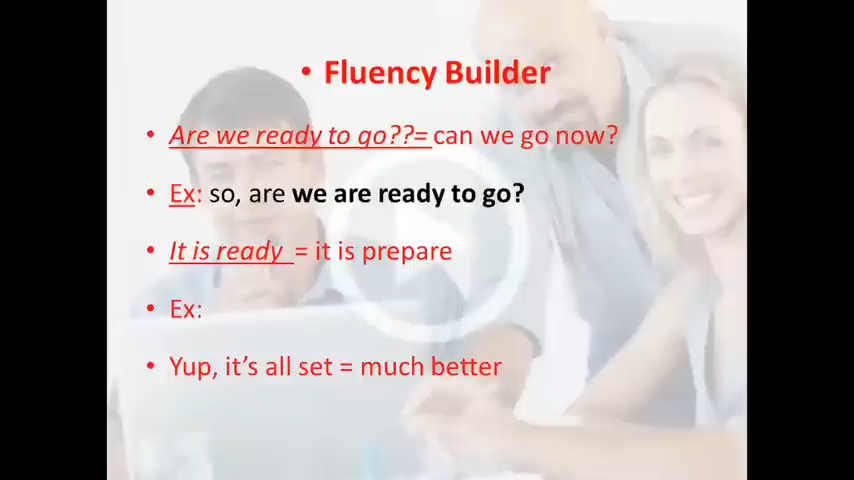 • Fluency Builder
• Are we ready to go??= can we go now?
• Ex: so, are we are ready to go?
• It is ready = it is prepare
• Ex:
• Yup, it's all set = much better